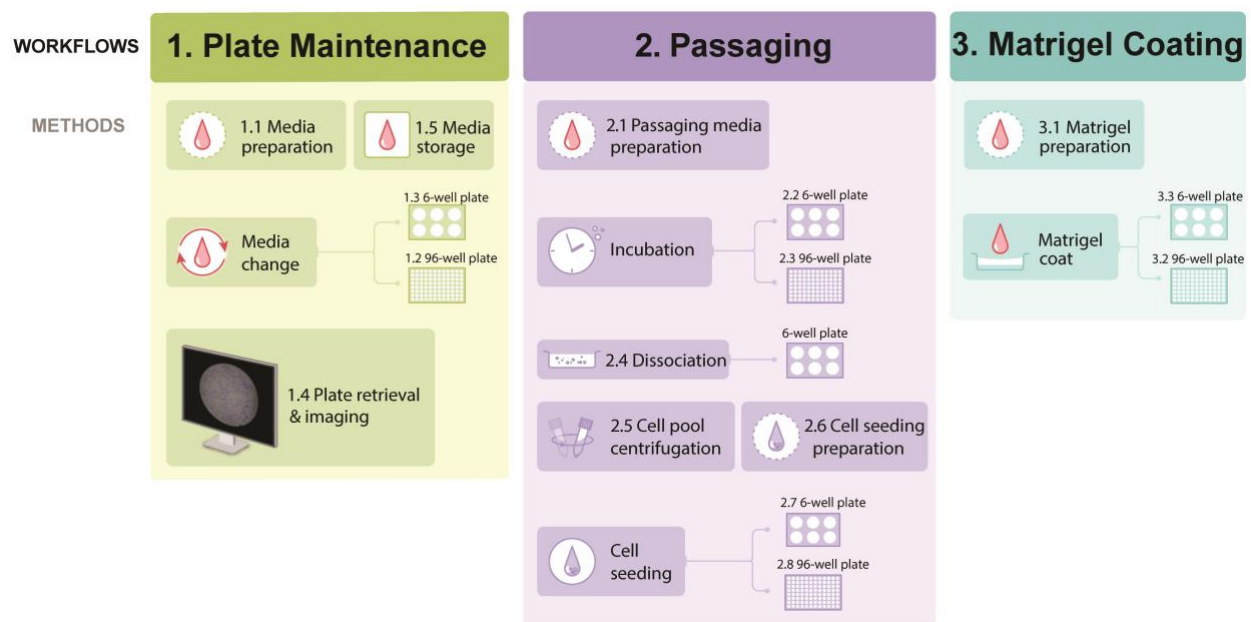 WORKFLOWS
1. Plate Maintenance
2. Passaging
3. Matrigel Coating
METHODS
1.1 Media
preparation
1.5 Media
storage
1.3 6-well plate
Media
change
1.2 96-well plate
1.4 Plate retrieval
& imaging
2.1 Passaging media
preparation
2.2 6-well plate
Incubation
2.3 96-well plate
6-well plate
2.4 Dissociation
2.5 Cell pool
centrifugation
2.6 Cell seeding
preparation
2.7 6-well plate
Cell
seeding
2.8 96-well plate
3.1 Matrigel
preparation
3.3 6-well plate
Matrigel
coat
3.2 96-well plate